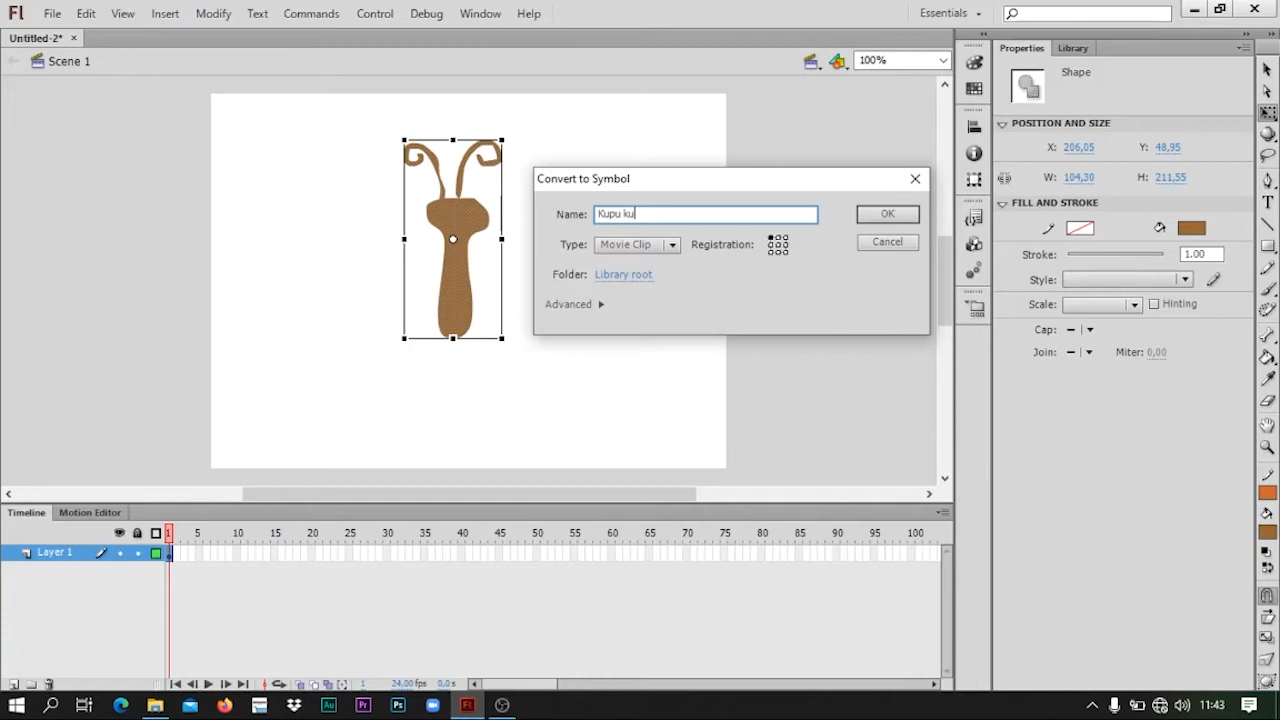 Fl File Edit View Insert Modify Text Commands Control Debug Window Help Essentials
Untitled-2* ×
Properties Library
Scene 1 100%
Shape
POSITION AND SIZE
X: 206,05 Y: 48,95
W: 104,30 H: 211,55
FILL AND STROKE
Stroke: 1.00
Style:
Scale: Hinting
Cap:
Join: Miter: 0,00
Convert to Symbol
Name: Kupu ku OK
Type: Movie Clip Registration: Cancel
Folder: Library root
Advanced
Timeline Motion Editor
1 5 10 15 20 25 30 35 40 45 50 55 60 65 70 75 80 85 90 95 100
Layer 1
1 24,00 fps 0,0 s
Au Pr Ps Fl 11:43